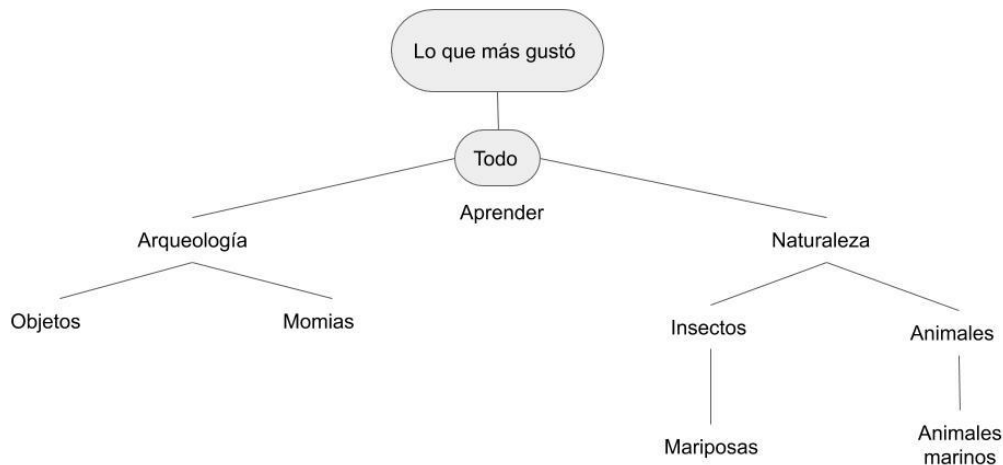 Lo que más gustó
Todo
Aprender
Arqueología
Naturaleza
Objetos
Momias
Insectos
Animales
Mariposas
Animales
marinos